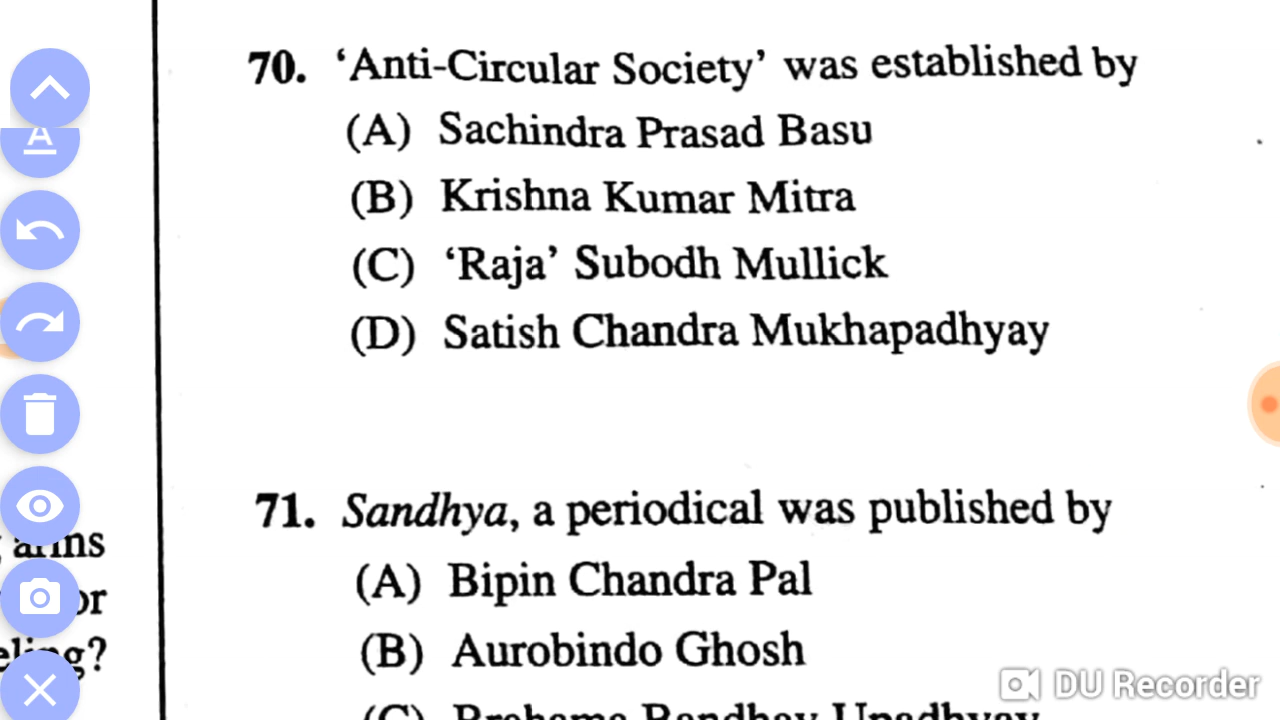 70. ‘Anti-Circular Society’ was established by
(A) Sachindra Prasad Basu
(B) Krishna Kumar Mitra
(C) ‘Raja’ Subodh Mullick
(D) Satish Chandra Mukhapadhyay
71. Sandhya, a periodical was published by
(A) Bipin Chandra Pal
(B) Aurobindo Ghosh
A
or
DU Recorder